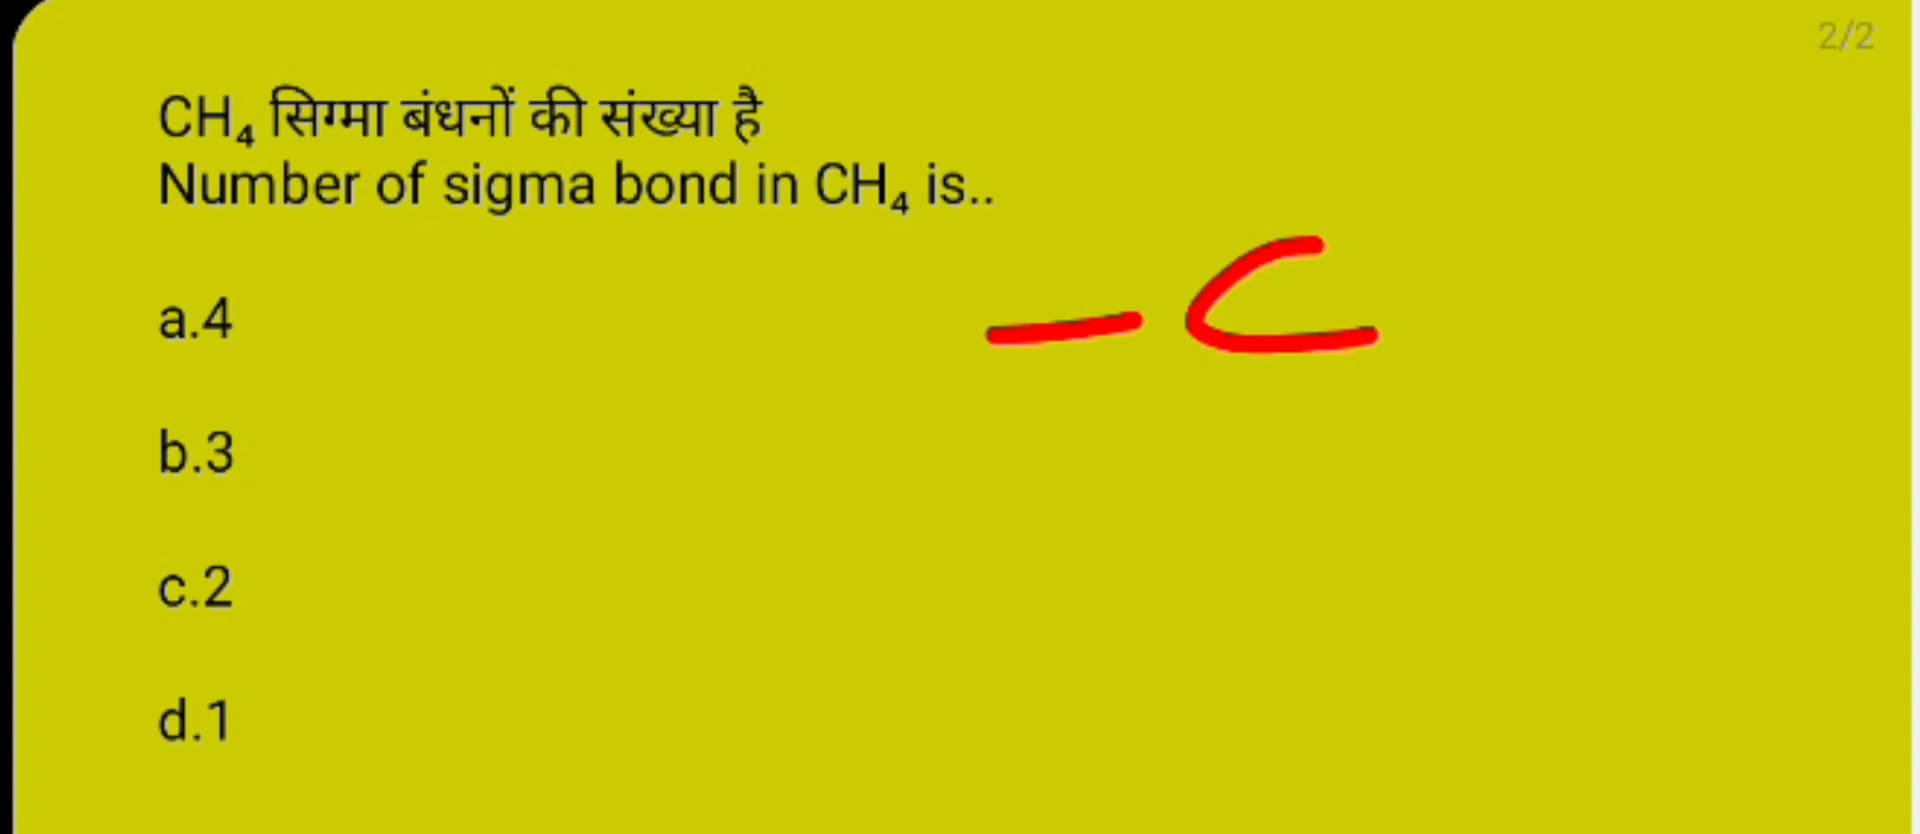 2/2
CH₄ सिग्मा बंधनों की संख्या है
Number of sigma bond in CH₄ is..
a.4
– C
b.3
c.2
d.1